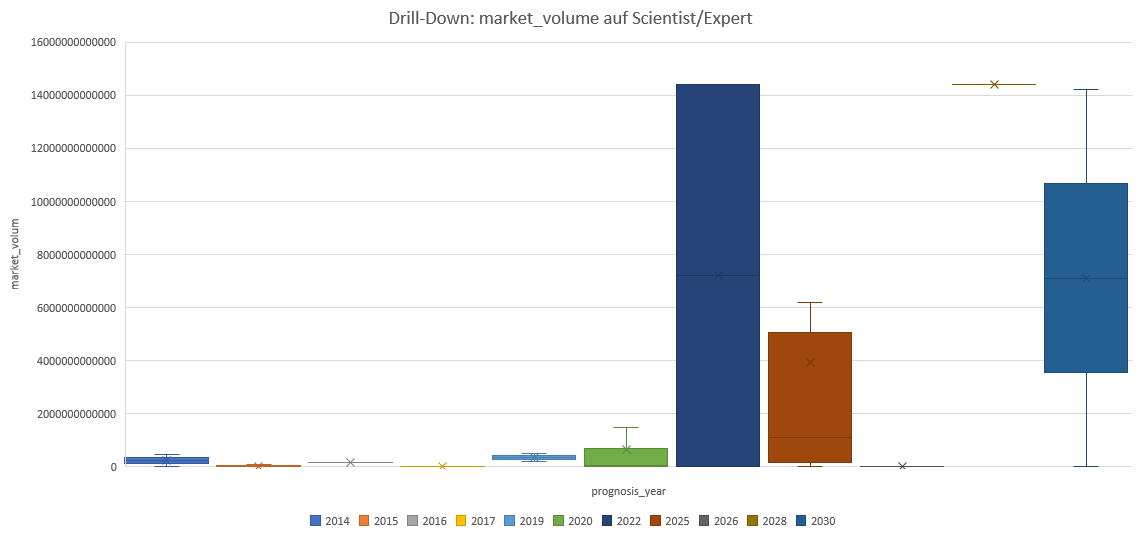 Drill-Down: market_volume auf Scientist/Expert
16000000000000
14000000000000
12000000000000
10000000000000
8000000000000
6000000000000
4000000000000
2000000000000
0
market_volum
prognosis_year
2014 2015 2016 2017 2019 2020 2022 2025 2026 2028 2030